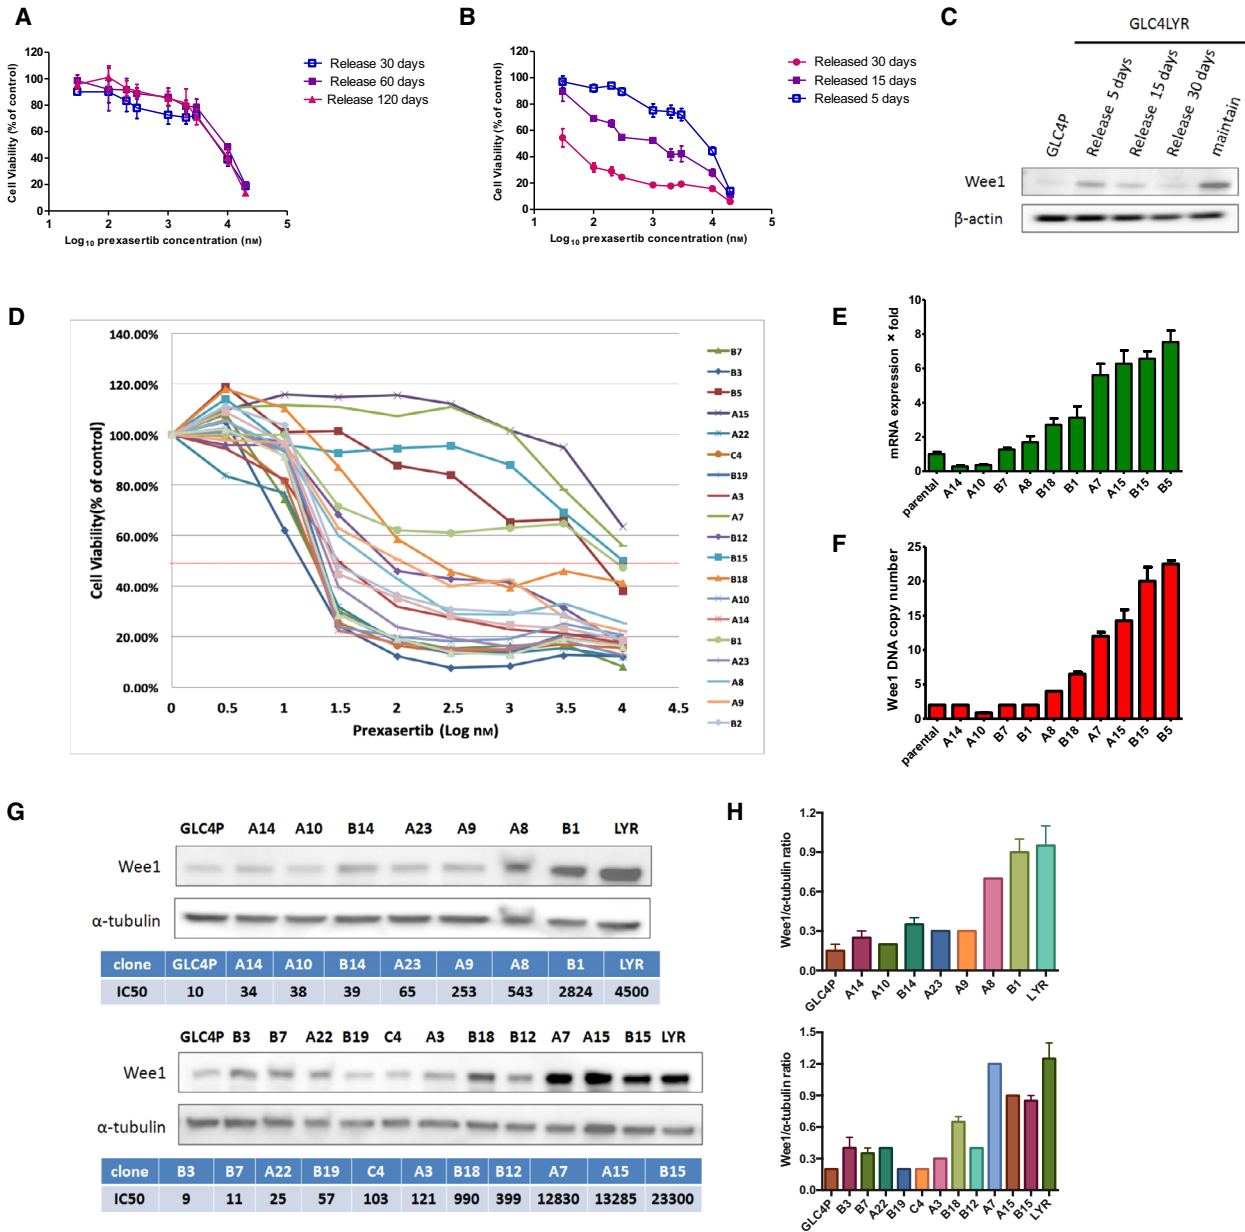 A
120
100
80
60
40
20
0
1
2
3
4
5
Cell Viability (% of control)
Log10 prexasertib concentration (nM)
Release 30 days
Release 60 days
Release 120 days
B
120
100
80
60
40
20
0
1
2
3
4
5
Cell Viability (% of control)
Log10 prexasertib concentration (nM)
Released 30 days
Released 15 days
Released 5 days
C
GLC4LYR
GLC4P
Release 5 days
Release 15 days
Release 30 days
maintain
Wee1
β-actin
D
140.00%
120.00%
100.00%
80.00%
60.00%
40.00%
20.00%
0.00%
0 0.5 1 1.5 2 2.5 3 3.5 4 4.5
Cell Viability(% of control)
Prexasertib (Log nM)
B7
B3
B5
A15
A22
C4
B19
A3
A7
B12
B15
B18
A10
A14
B1
A23
A8
A9
B2
E
10
8
6
4
2
0
mRNA expression × fold
parental A14 A10 B7 A8 B18 B1 A7 A15 B15 B5
F
25
20
15
10
5
0
Wee1 DNA copy number
parental A14 A10 B7 B1 A8 B18 A7 A15 B15 B5
G
GLC4P A14 A10 B14 A23 A9 A8 B1 LYR
Wee1
α-tubulin
clone GLC4P A14 A10 B14 A23 A9 A8 B1 LYR
IC50 10 34 38 39 65 253 543 2824 4500
GLC4P B3 B7 A22 B19 C4 A3 B18 B12 A7 A15 B15 LYR
Wee1
α-tubulin
clone B3 B7 A22 B19 C4 A3 B18 B12 A7 A15 B15
IC50 9 11 25 57 103 121 990 399 12830 13285 23300
H
1.2
0.9
0.6
0.3
0.0
Wee1/α-tubulin ratio
GLC4P A14 A10 B14 A23 A9 A8 B1 LYR
1.5
1.2
0.9
0.6
0.3
0.0
Wee1/α-tubulin ratio
GLC4P B3 B7 A22 B19 C4 A3 B18 B12 A7 A15 B15 LYR